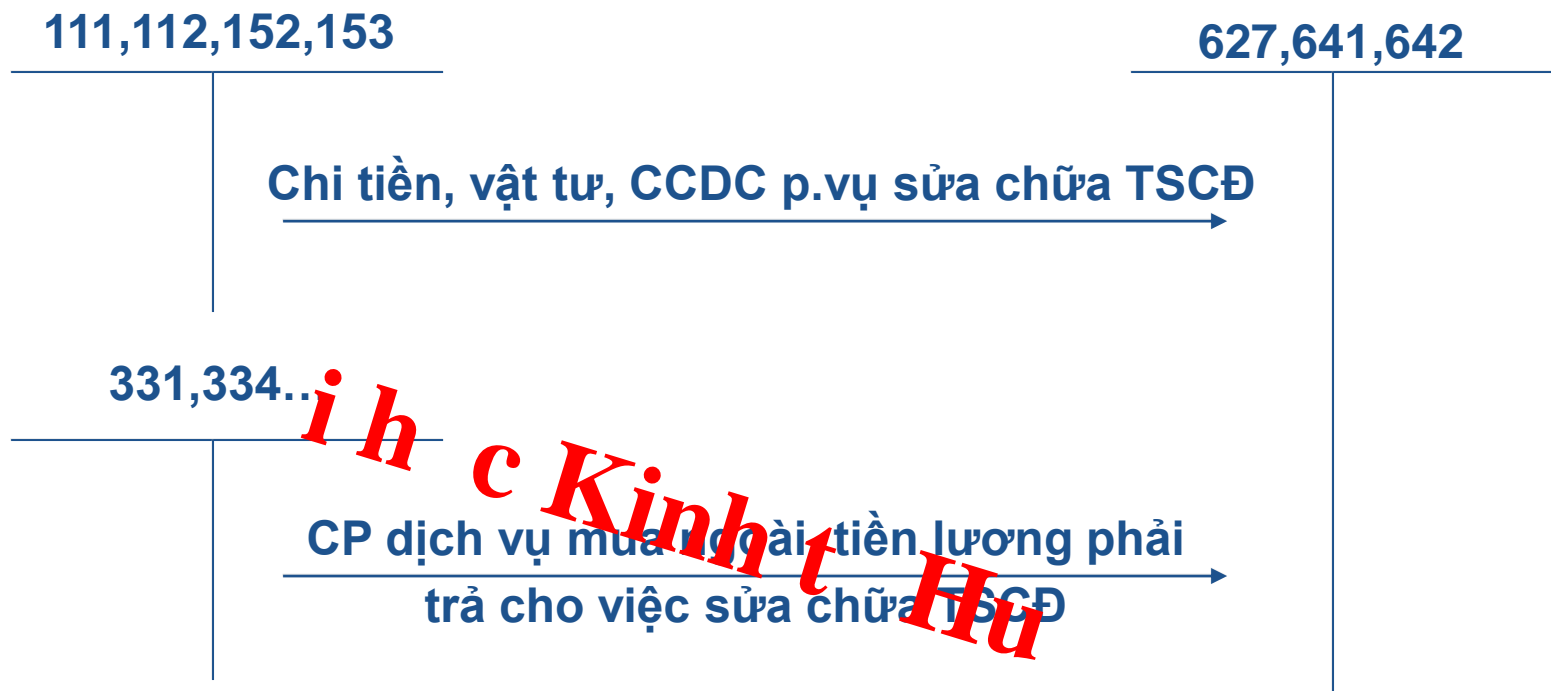 111,112,152,153
627,641,642
Chi tiền, vật tư, CCDC p.vụ sửa chữa TSCĐ
331,334…
i h c Kinh t Hu
CP dịch vụ mua ngoài, tiền lương phải
trả cho việc sửa chữa TSCĐ